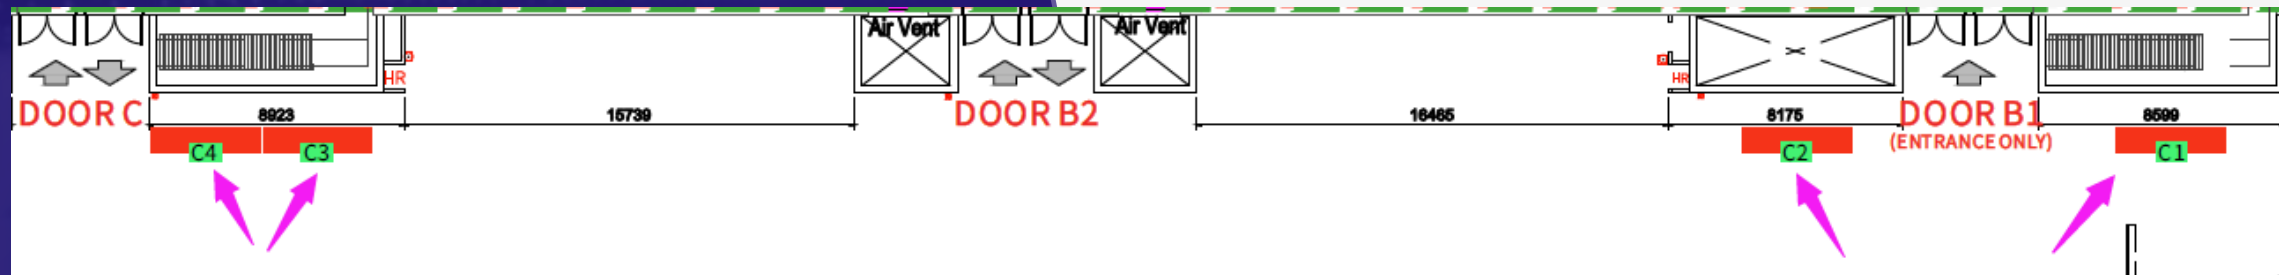 Air Vent
Air Vent
HR
HR
DOOR C
8923
15739
DOOR B2
16465
8175
DOOR B1
(ENTRANCE ONLY)
8599
C4
C3
C2
C1